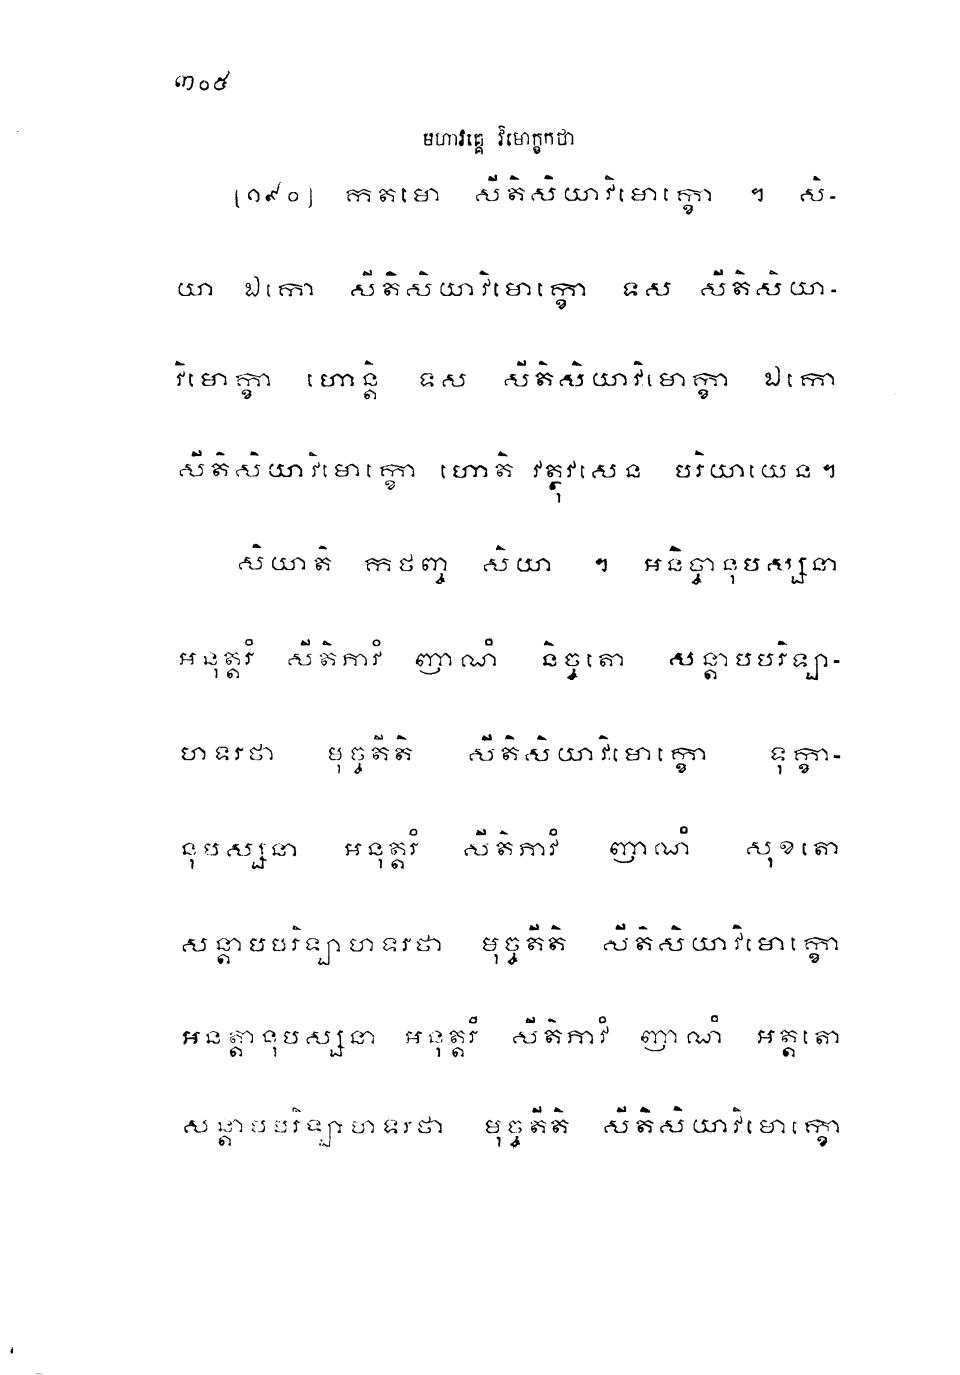 ៣០៥
មហាវគ្គេ វិមោក្ខកថា
[១៩០] កតមោ សីតិសិយាវិមោក្ខោ ។ សិ-
យា ឯកោ សីតិសិយាវិមោក្ខោ ទស សីតិសិយា-
វិមោក្ខា ហោន្តិ ទស សីតិសិយាវិមោក្ខា ឯកោ
សីតិសិយាវិមោក្ខោ ហោតិ វត្ថុវសេន បរិយាយេន។
សិយាតិ កថញ្ច សិយា ។ អនិច្ចានុបស្សនា
អនុត្តរំ សីតិភាវំ ញាណំ និច្ចតោ សន្តាបបរិឡា-
ហទរថា មុច្ចតីតិ សីតិសិយាវិមោក្ខោ ទុក្ខា-
នុបស្សនា អនុត្តរំ សីតិភាវំ ញាណំ សុខតោ
សន្តាបបរិឡាហទរថា មុច្ចតីតិ សីតិសិយាវិមោក្ខោ
អនត្តានុបស្សនា អនុត្តរំ សីតិភាវំ ញាណំ អត្តតោ
សន្តាបបរិឡាហទរថា មុច្ចតីតិ សីតិសិយាវិមោក្ខោ